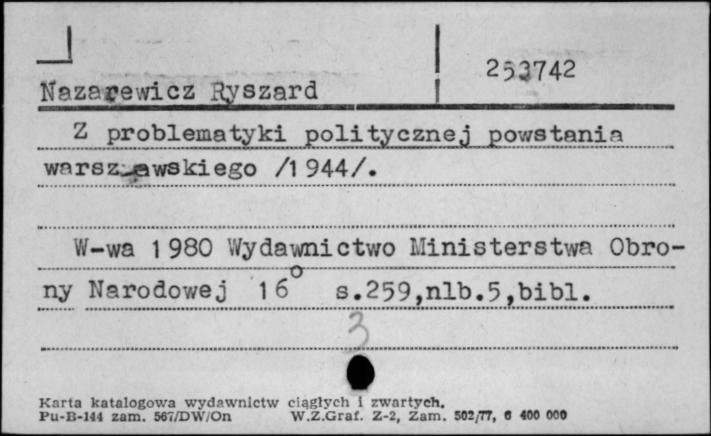 253742
Nazarewicz Ryszard
Z problematyki politycznej powstania
warszawskiego /1944/.
W-wa 1980 Wydawnictwo Ministerstwa Obro-
ny Narodowej 16° s.259,nlb.5,bibl.
3
Karta katalogowa wydawnictw ciągłych i zwartych.
Pu-B-144 zam. 567/DW/On W.Z.Graf. Z-2, Zam. 502/77, 6 400 000